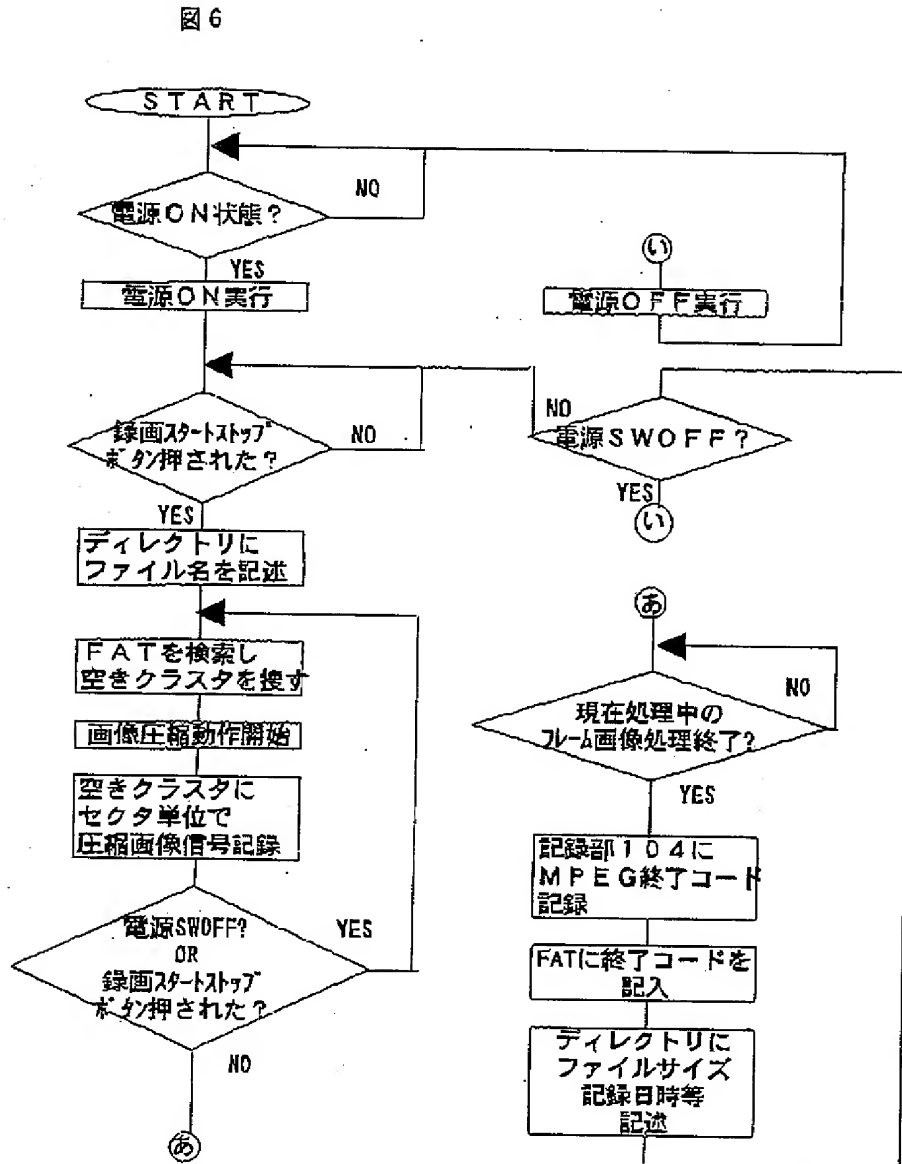 図6
START
NO
電源ON状態?
YES
電源ON実行
録画スタートストップ
ボタン押された?
NO
YES
ディレクトリに
ファイル名を記述
FATを検索し
空きクラスタを捜す
画像圧縮動作開始
空きクラスタに
セクタ単位で
圧縮画像信号記録
電源SWOFF?
OR
録画スタートストップ
ボタン押された?
YES
NO
あ
い
電源OFF実行
NO
電源SWOFF?
YES
い
あ
NO
現在処理中の
フレーム画像処理終了?
YES
記録部104に
MPEG終了コード
記録
FATに終了コードを
記入
ディレクトリに
ファイルサイズ
記録日時等
記述